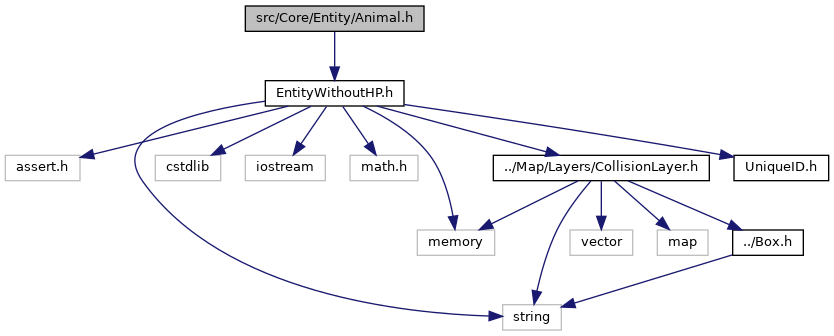 src/Core/Entity/Animal.h
EntityWithoutHP.h
assert.h
cstdlib
iostream
math.h
../Map/Layers/CollisionLayer.h
UniqueID.h
memory
vector
map
../Box.h
string